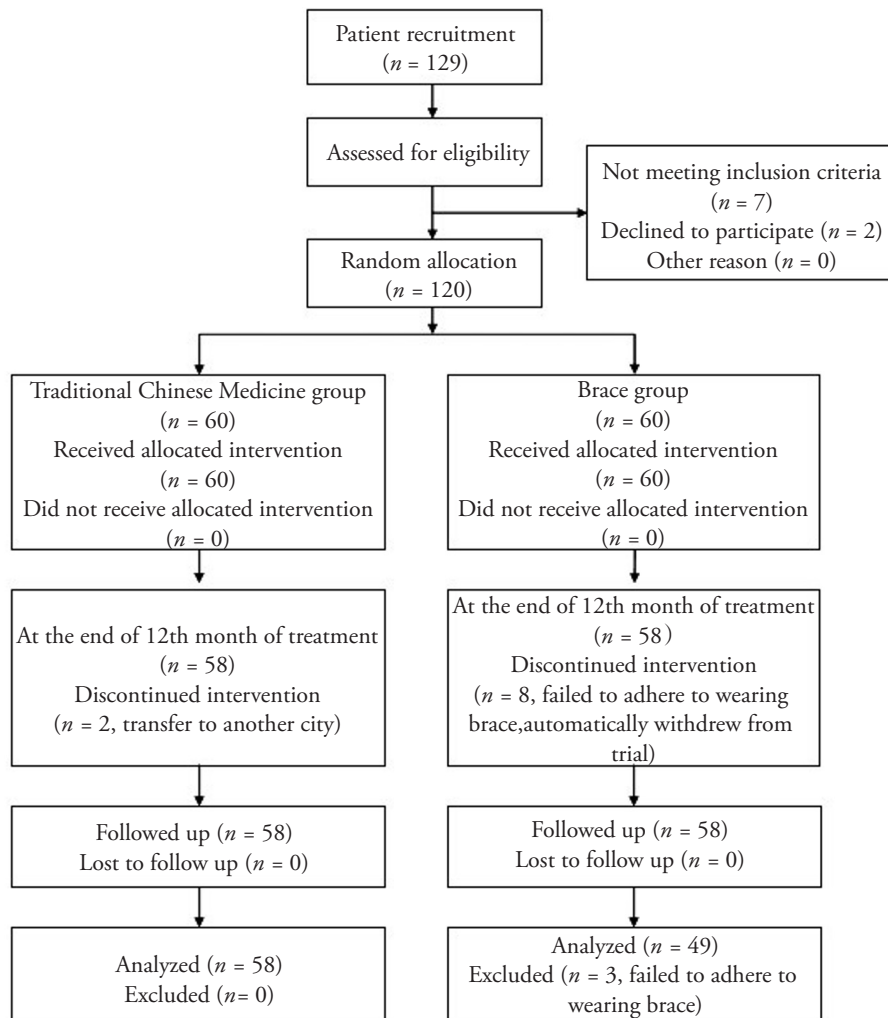 Patient recruitment
(n = 129)
Assessed for eligibility
Not meeting inclusion criteria
(n = 7)
Declined to participate (n = 2)
Other reason (n = 0)
Random allocation
(n = 120)
Traditional Chinese Medicine group
(n = 60)
Received allocated intervention
(n = 60)
Did not receive allocated intervention
(n = 0)
Brace group
(n = 60)
Received allocated intervention
(n = 60)
Did not receive allocated intervention
(n = 0)
At the end of 12th month of treatment
(n = 58)
Discontinued intervention
(n = 2, transfer to another city)
At the end of 12th month of treatment
(n = 58)
Discontinued intervention
(n = 8, failed to adhere to wearing
brace,automatically withdrew from
trial)
Followed up (n = 58)
Lost to follow up (n = 0)
Followed up (n = 58)
Lost to follow up (n = 0)
Analyzed (n = 58)
Excluded (n= 0)
Analyzed (n = 49)
Excluded (n = 3, failed to adhere to
wearing brace)